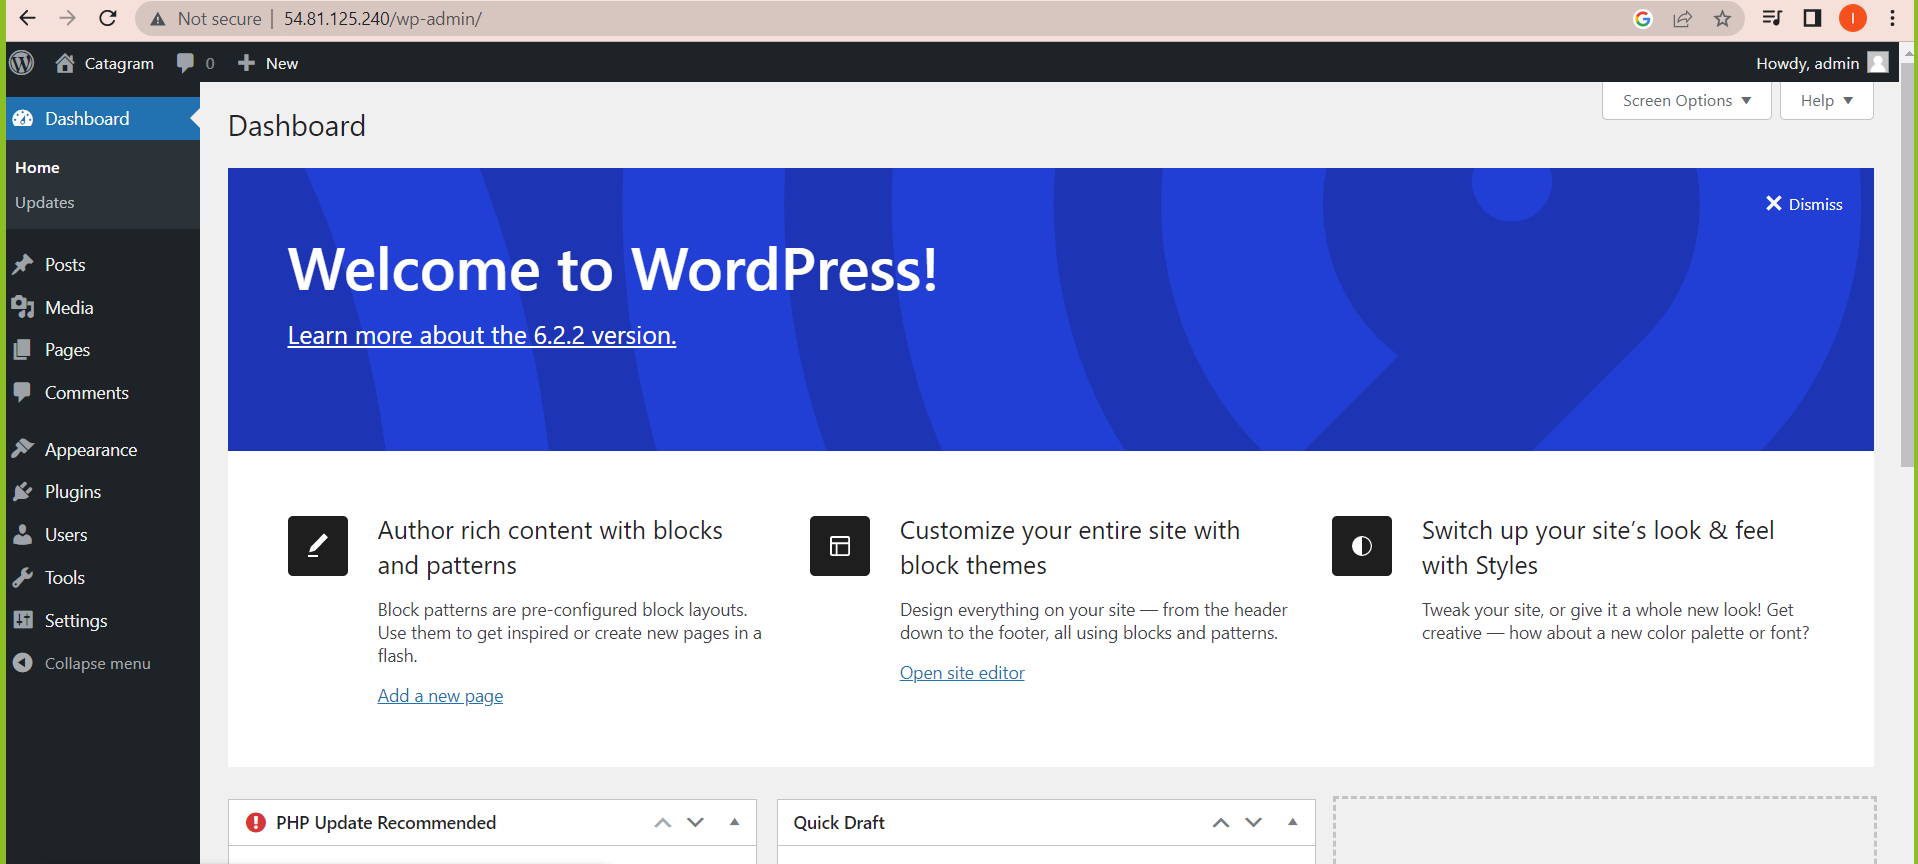 Not secure | 54.81.125.240/wp-admin/
I
Catagram 0 New Howdy, admin
Dashboard
Home
Updates
Posts
Media
Pages
Comments
Appearance
Plugins
Users
Tools
Settings
Collapse menu
Screen Options Help
Dashboard
Dismiss
Welcome to WordPress!
Learn more about the 6.2.2 version.
Author rich content with blocks
and patterns
Block patterns are pre-configured block layouts.
Use them to get inspired or create new pages in a
flash.
Add a new page
Customize your entire site with
block themes
Design everything on your site — from the header
down to the footer, all using blocks and patterns.
Open site editor
Switch up your site’s look & feel
with Styles
Tweak your site, or give it a whole new look! Get
creative — how about a new color palette or font?
PHP Update Recommended
Quick Draft